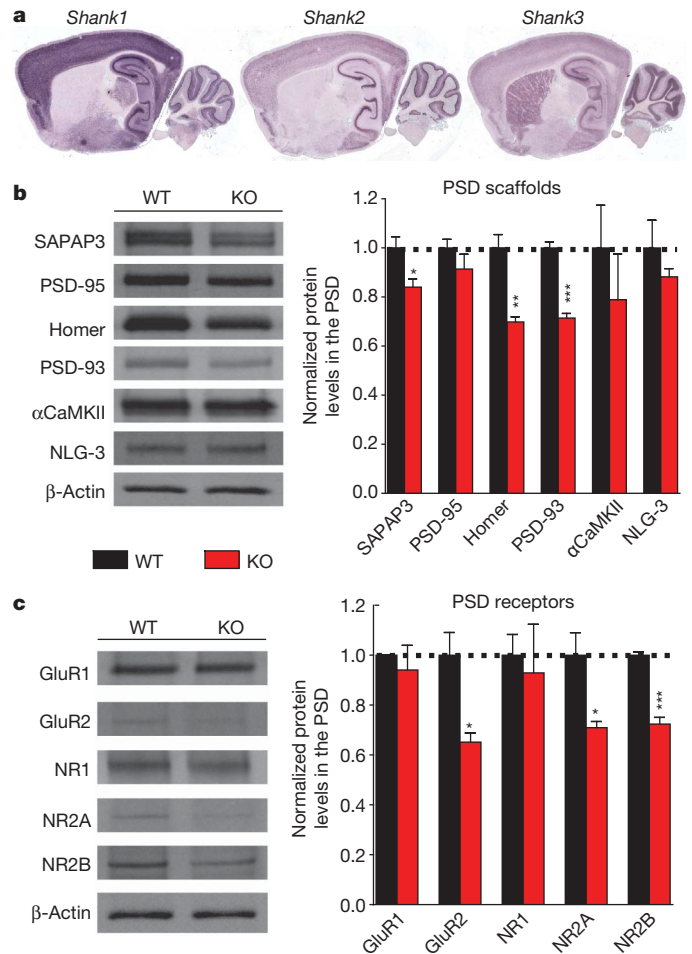 a
Shank1 Shank2 Shank3
b
WT KO
SAPAP3
PSD-95
Homer
PSD-93
αCaMKII
NLG-3
β-Actin
PSD scaffolds
Normalized protein
levels in the PSD
1.2
1.0
0.8
0.6
0.4
0.2
0.0
* ** ***
SAPAP3 PSD-95 Homer PSD-93 αCaMKII NLG-3
WT KO
c
WT KO
GluR1
GluR2
NR1
NR2A
NR2B
β-Actin
PSD receptors
Normalized protein
levels in the PSD
1.2
1.0
0.8
0.6
0.4
0.2
0.0
* * ***
GluR1 GluR2 NR1 NR2A NR2B